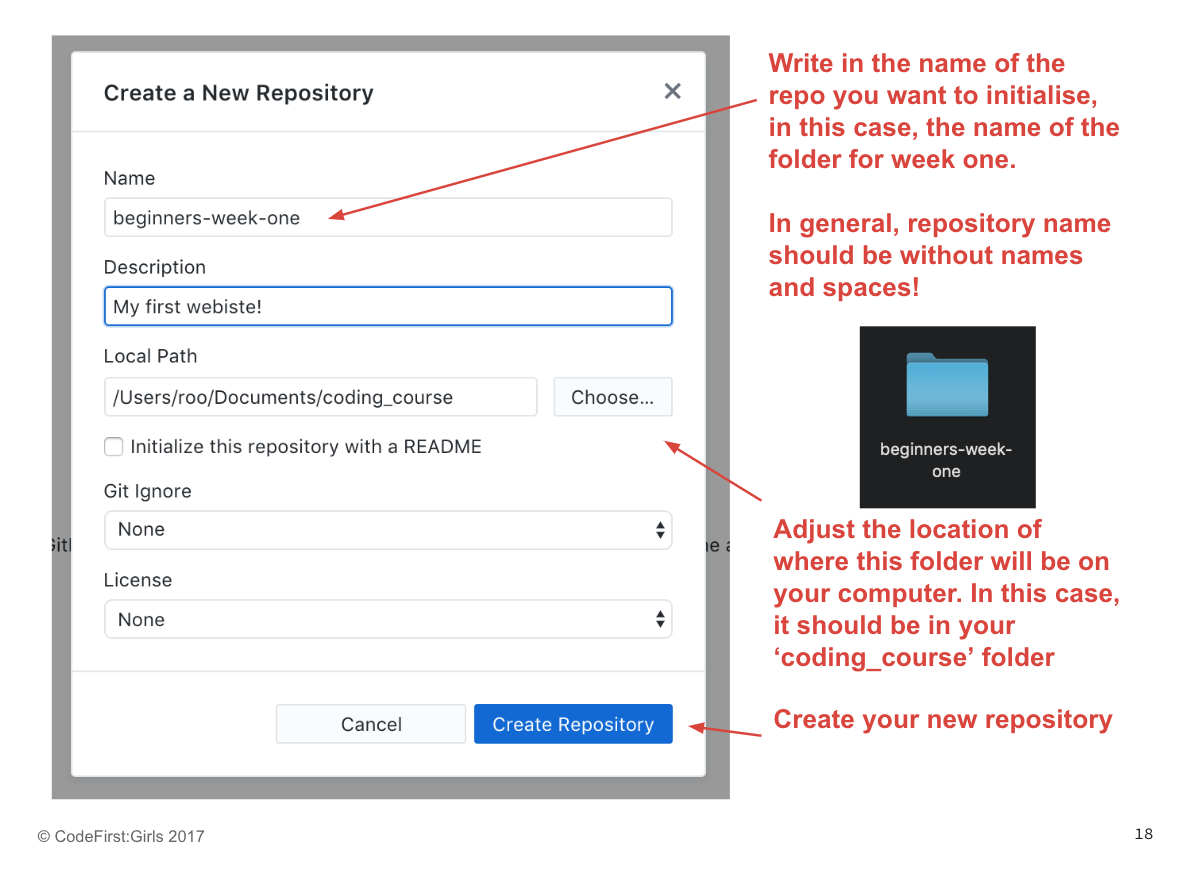 Create a New Repository
Name
beginners-week-one
Description
My first webiste!
Local Path
/Users/roo/Documents/coding_course
Choose...
Initialize this repository with a README
Git Ignore
None
License
None
Cancel
Create Repository
Write in the name of the
repo you want to initialise,
in this case, the name of the
folder for week one.
In general, repository name
should be without names
and spaces!
beginners-week-
one
Adjust the location of
where this folder will be on
your computer. In this case,
it should be in your
‘coding_course’ folder
Create your new repository
© CodeFirst:Girls 2017
18